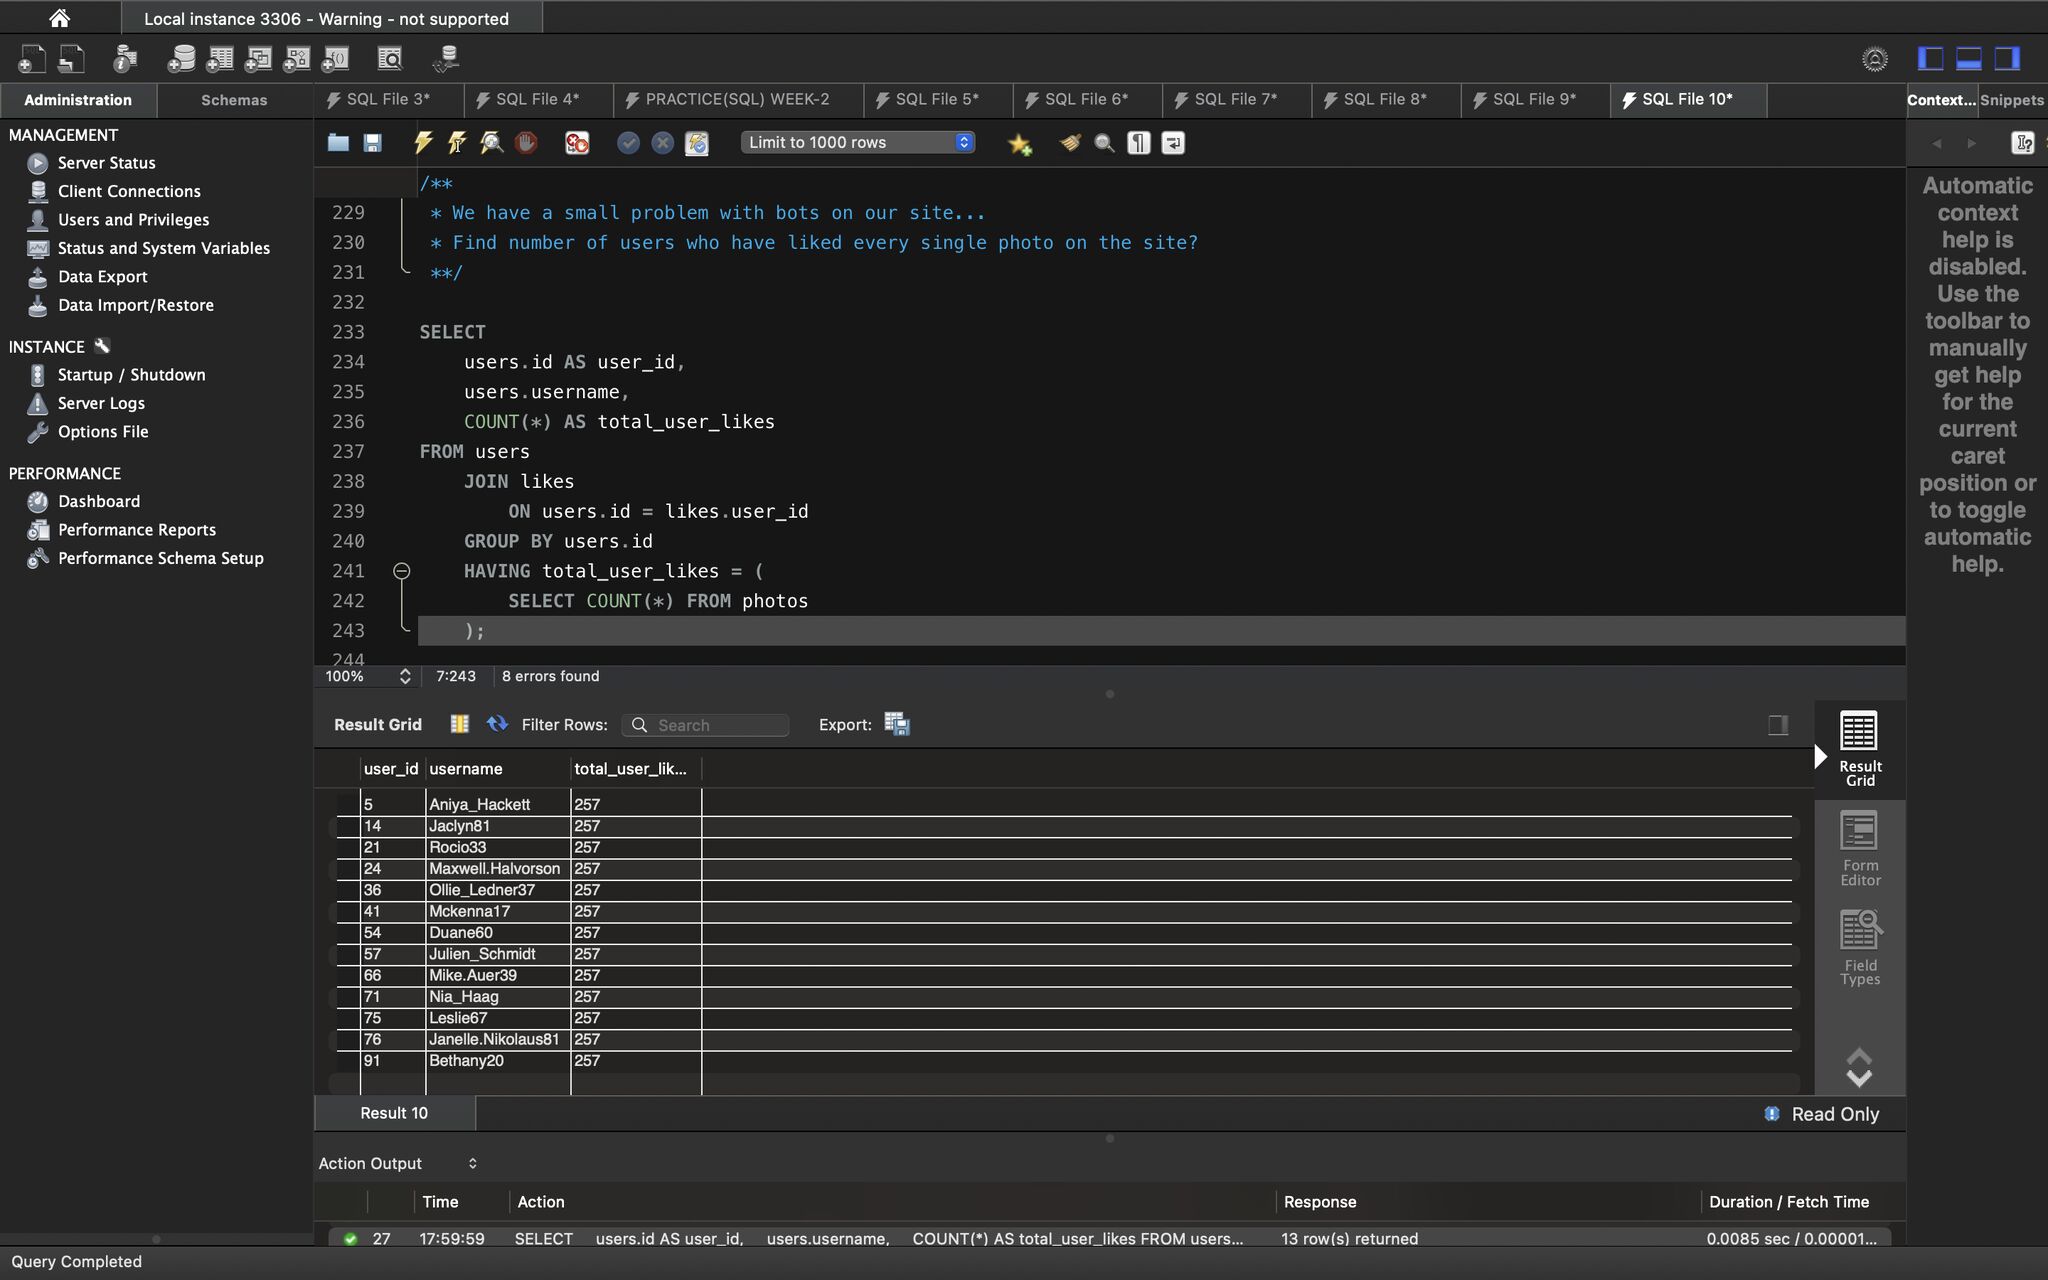 Local instance 3306 - Warning - not supported
Administration
Schemas
SQL File 3*
SQL File 4*
PRACTICE(SQL) WEEK-2
SQL File 5*
SQL File 6*
SQL File 7*
SQL File 8*
SQL File 9*
SQL File 10*
Context...
Snippets
MANAGEMENT
Server Status
Client Connections
Users and Privileges
Status and System Variables
Data Export
Data Import/Restore
INSTANCE
Startup / Shutdown
Server Logs
Options File
PERFORMANCE
Dashboard
Performance Reports
Performance Schema Setup
Limit to 1000 rows
/**
229 * We have a small problem with bots on our site...
230 * Find number of users who have liked every single photo on the site?
231 **/
232
233 SELECT
234 users.id AS user_id,
235 users.username,
236 COUNT(*) AS total_user_likes
237 FROM users
238 JOIN likes
239 ON users.id = likes.user_id
240 GROUP BY users.id
241 HAVING total_user_likes = (
242 SELECT COUNT(*) FROM photos
243 );
244
Automatic
context
help is
disabled.
Use the
toolbar to
manually
get help
for the
current
caret
position or
to toggle
automatic
help.
100% 7:243 8 errors found
Result Grid Filter Rows: Search Export:
user_id username total_user_lik...
5 Aniya_Hackett 257
14 Jaclyn81 257
21 Rocio33 257
24 Maxwell.Halvorson 257
36 Ollie_Ledner37 257
41 Mckenna17 257
54 Duane60 257
57 Julien_Schmidt 257
66 Mike.Auer39 257
71 Nia_Haag 257
75 Leslie67 257
76 Janelle.Nikolaus81 257
91 Bethany20 257
Result
Grid
Form
Editor
Field
Types
Result 10
Read Only
Action Output
Time Action Response Duration / Fetch Time
27 17:59:59 SELECT users.id AS user_id, users.username, COUNT(*) AS total_user_likes FROM users... 13 row(s) returned 0.0085 sec / 0.00001...
Query Completed